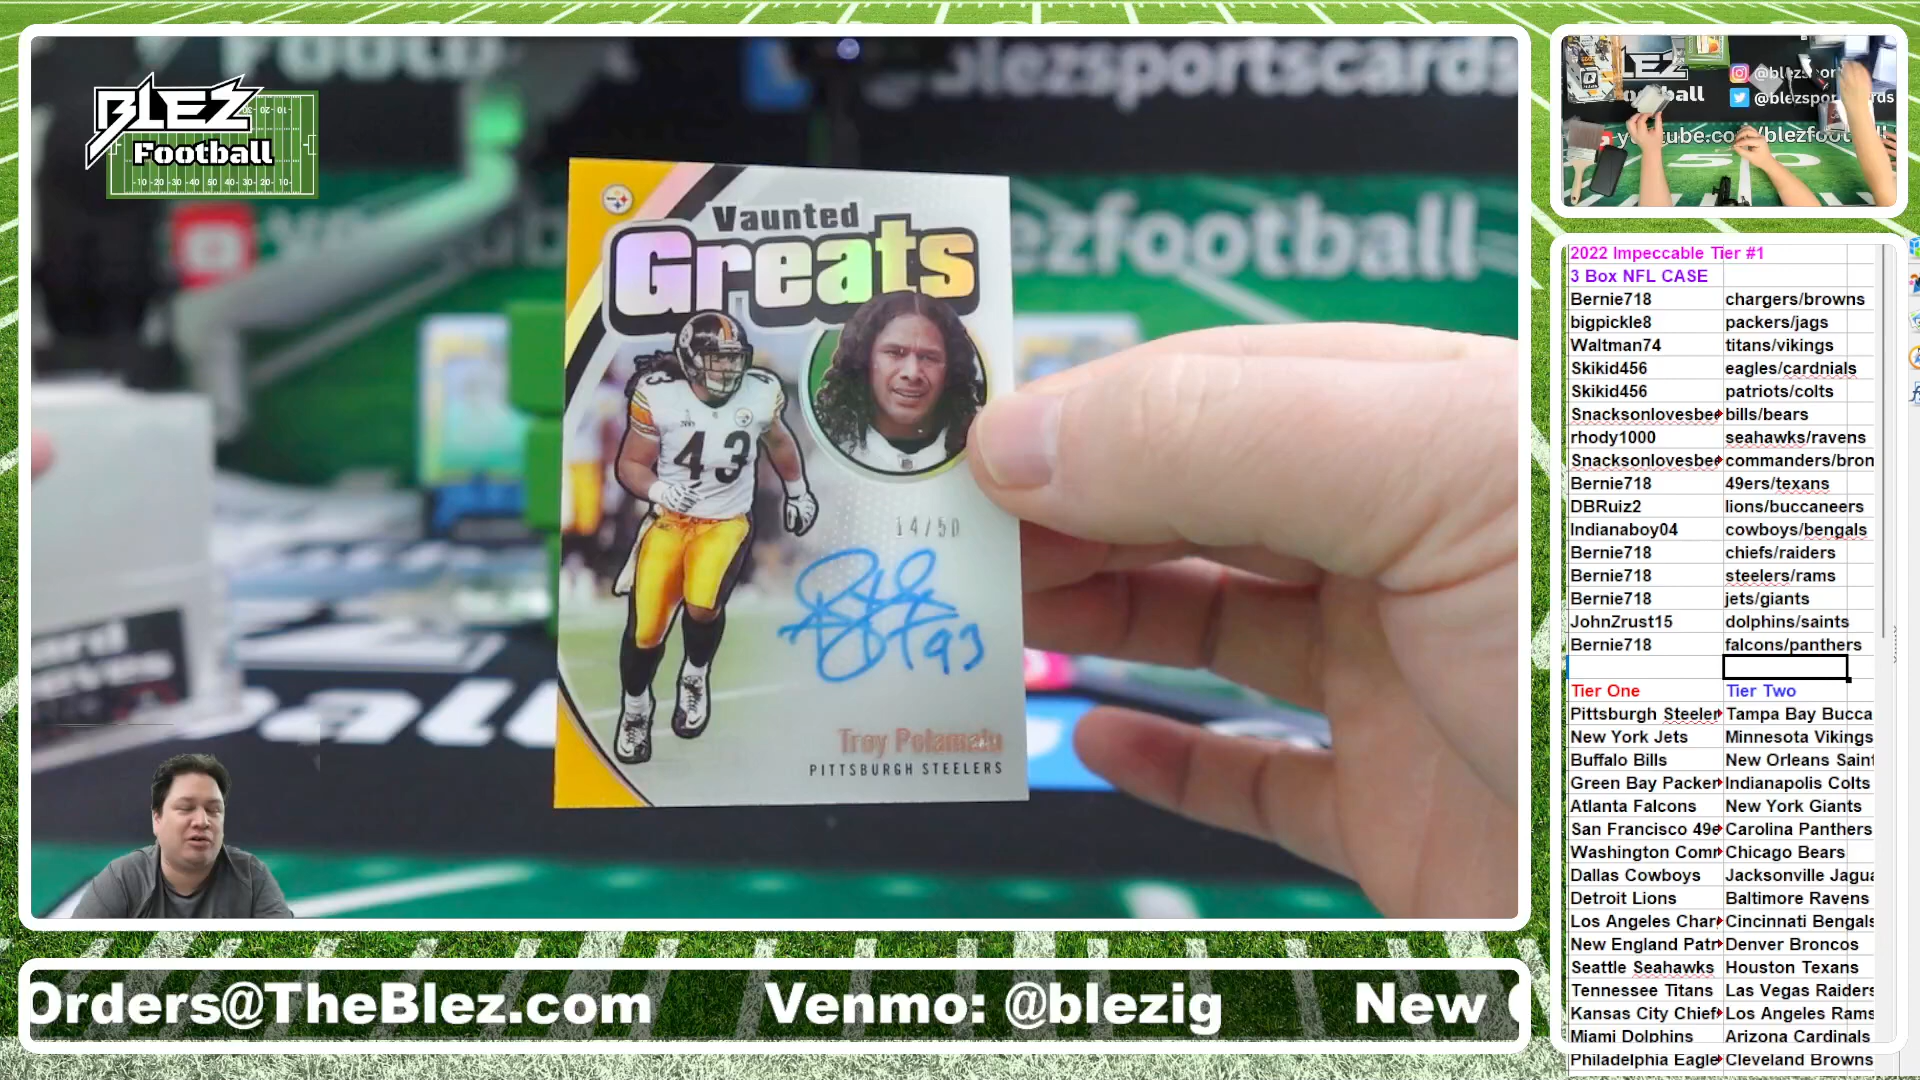 BLEZ
Football
blezsportscards
Vaunted
Greats
43
14/50
93
Troy Polamalu
PITTSBURGH STEELERS
ezfootball
@blezsportscards
youtube.com/blezfootball
50
2022 Impeccable Tier #1
3 Box NFL CASE
Bernie718 chargers/browns
bigpickle8 packers/jags
Waltman74 titans/vikings
Skikid456 eagles/cardnials
Skikid456 patriots/colts
Snacksonlovesbee bills/bears
rhody1000 seahawks/ravens
Snacksonlovesbee commanders/bron
Bernie718 49ers/texans
DBRuiz2 lions/buccaneers
Indianaboy04 cowboys/bengals
Bernie718 chiefs/raiders
Bernie718 steelers/rams
Bernie718 jets/giants
JohnZrust15 dolphins/saints
Bernie718 falcons/panthers
Tier One Tier Two
Pittsburgh Steeler Tampa Bay Bucca
New York Jets Minnesota Vikings
Buffalo Bills New Orleans Saint
Green Bay Packer Indianapolis Colts
Atlanta Falcons New York Giants
San Francisco 49e Carolina Panthers
Washington Comm Chicago Bears
Dallas Cowboys Jacksonville Jagua
Detroit Lions Baltimore Ravens
Los Angeles Char Cincinnati Bengals
New England Patr Denver Broncos
Seattle Seahawks Houston Texans
Tennessee Titans Las Vegas Raiders
Kansas City Chief Los Angeles Rams
Miami Dolphins Arizona Cardinals
Philadelphia Eagle Cleveland Browns
Orders@TheBlez.com Venmo: @blezig New